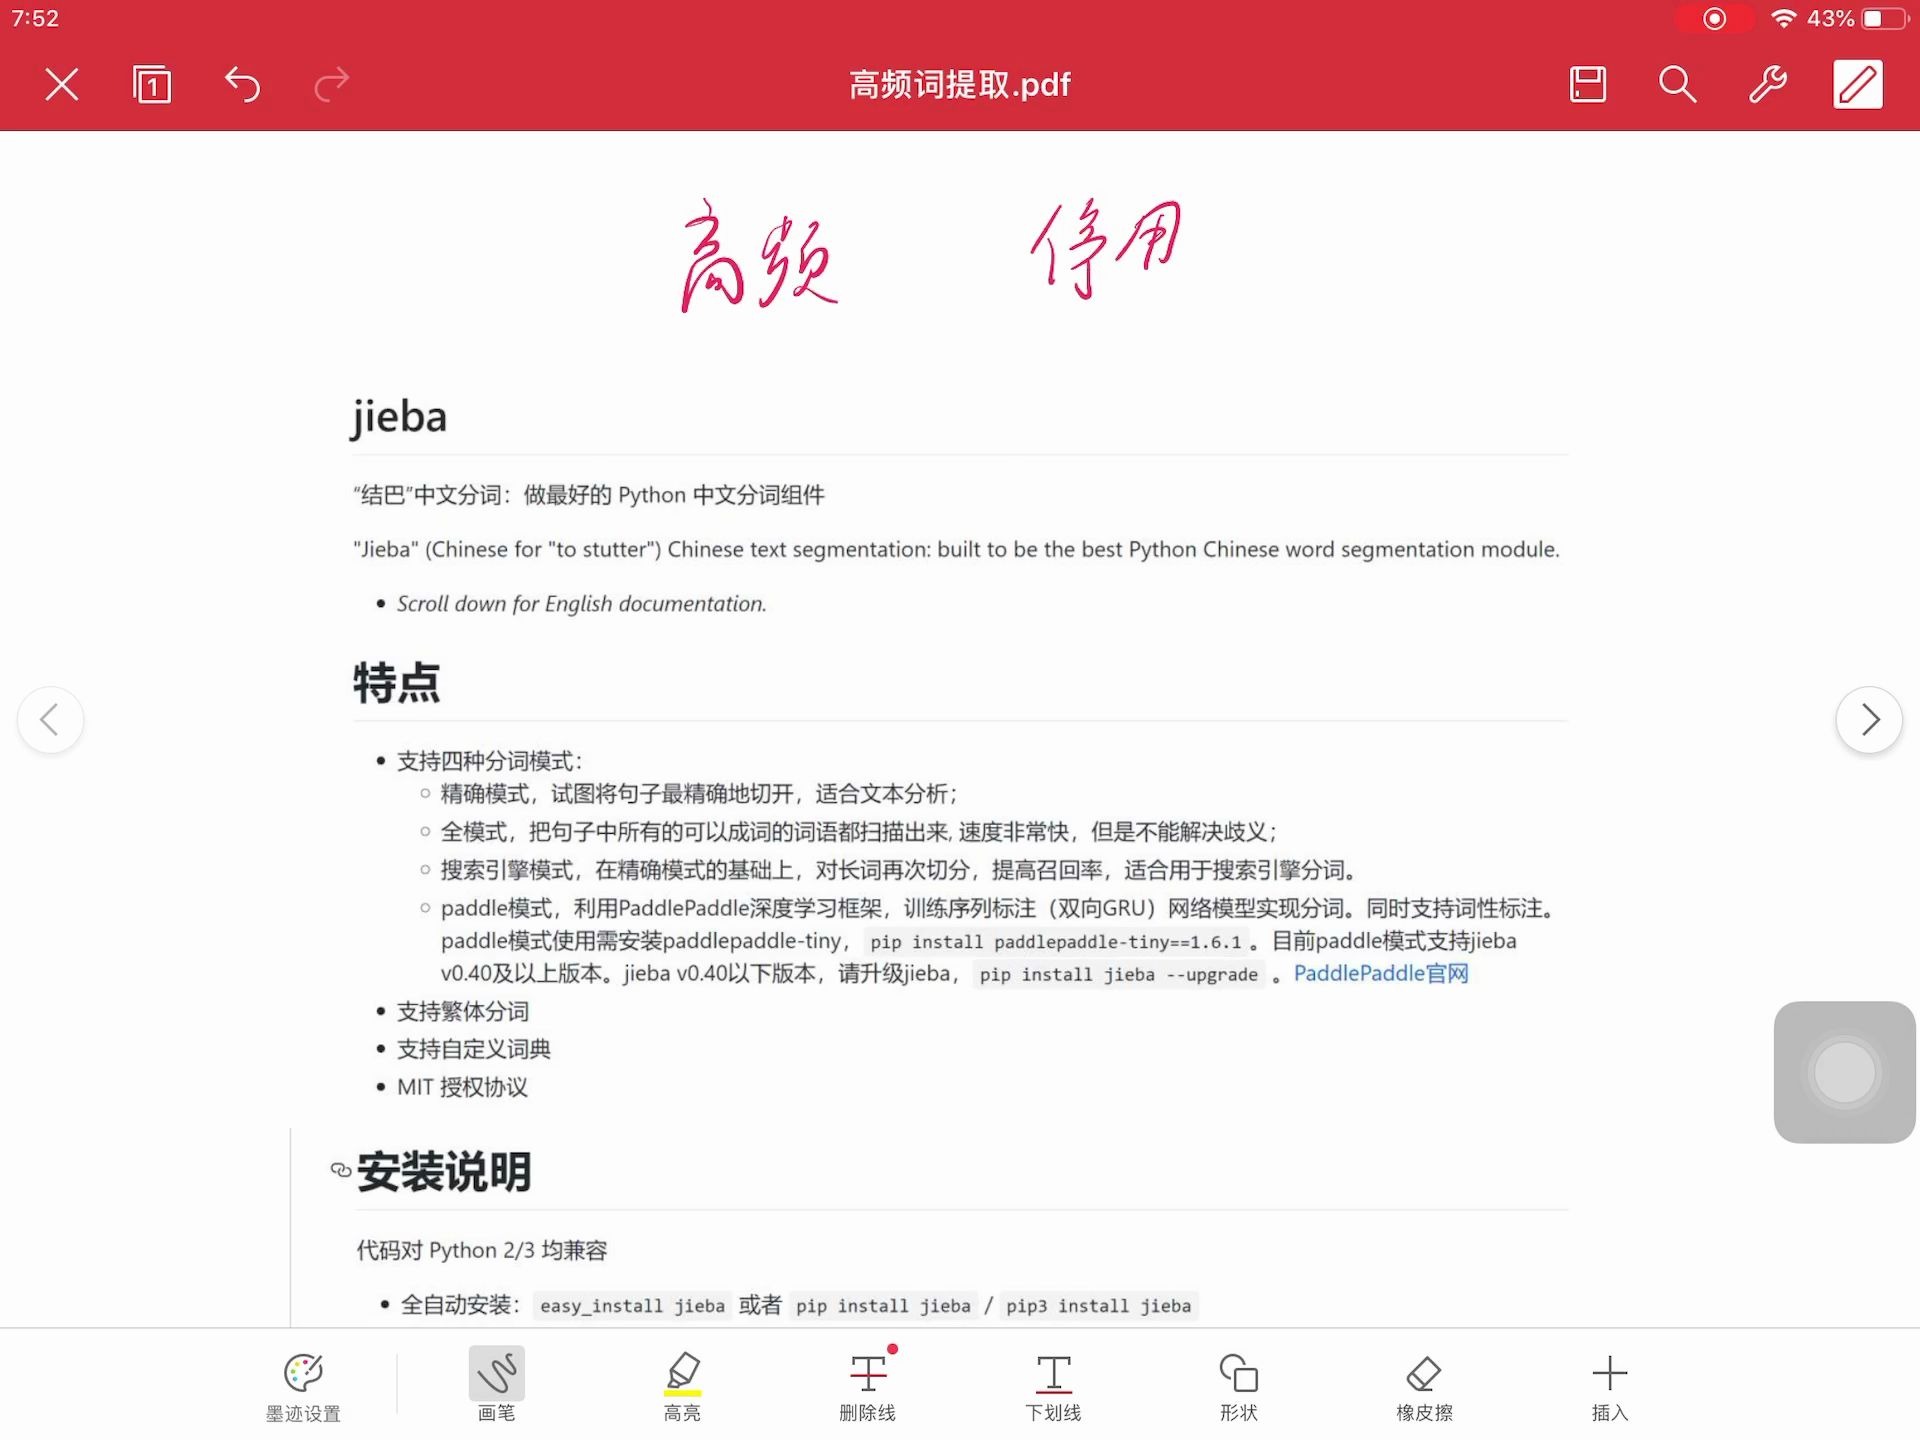 7:52
43%
1
高频词提取.pdf
高频 停用
jieba
“结巴”中文分词：做最好的 Python 中文分词组件
"Jieba" (Chinese for "to stutter") Chinese text segmentation: built to be the best Python Chinese word segmentation module.
Scroll down for English documentation.
特点
支持四种分词模式：
精确模式，试图将句子最精确地切开，适合文本分析；
全模式，把句子中所有的可以成词的词语都扫描出来, 速度非常快，但是不能解决歧义；
搜索引擎模式，在精确模式的基础上，对长词再次切分，提高召回率，适合用于搜索引擎分词。
paddle模式，利用PaddlePaddle深度学习框架，训练序列标注（双向GRU）网络模型实现分词。同时支持词性标注。
paddle模式使用需安装paddlepaddle-tiny， pip install paddlepaddle-tiny==1.6.1 。目前paddle模式支持jieba
v0.40及以上版本。jieba v0.40以下版本，请升级jieba， pip install jieba --upgrade 。PaddlePaddle官网
支持繁体分词
支持自定义词典
MIT 授权协议
安装说明
代码对 Python 2/3 均兼容
全自动安装： easy_install jieba 或者 pip install jieba / pip3 install jieba
墨迹设置 画笔 高亮 删除线 下划线 形状 橡皮擦 插入